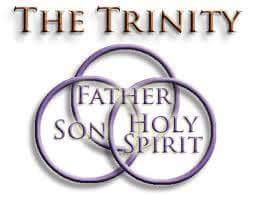 THE TRINITY
FATHER
SON HOLY
SPIRIT